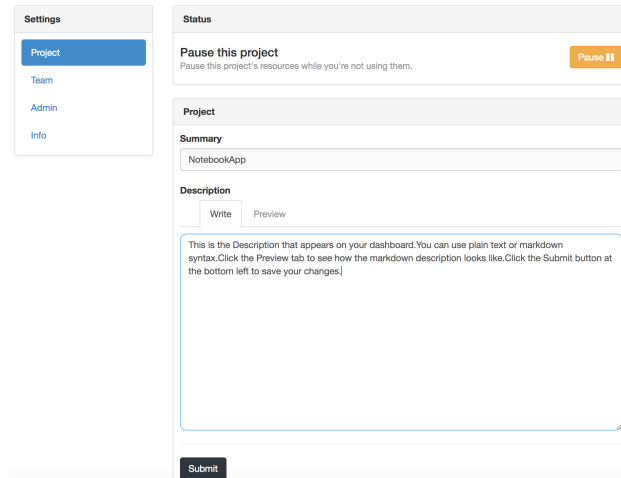 Settings
Project
Team
Admin
Info
Status
Pause this project
Pause this project's resources while you're not using them.
Pause
Project
Summary
NotebookApp
Description
Write Preview
This is the Description that appears on your dashboard.You can use plain text or markdown
syntax.Click the Preview tab to see how the markdown description looks like.Click the Submit button at
the bottom left to save your changes.
Submit